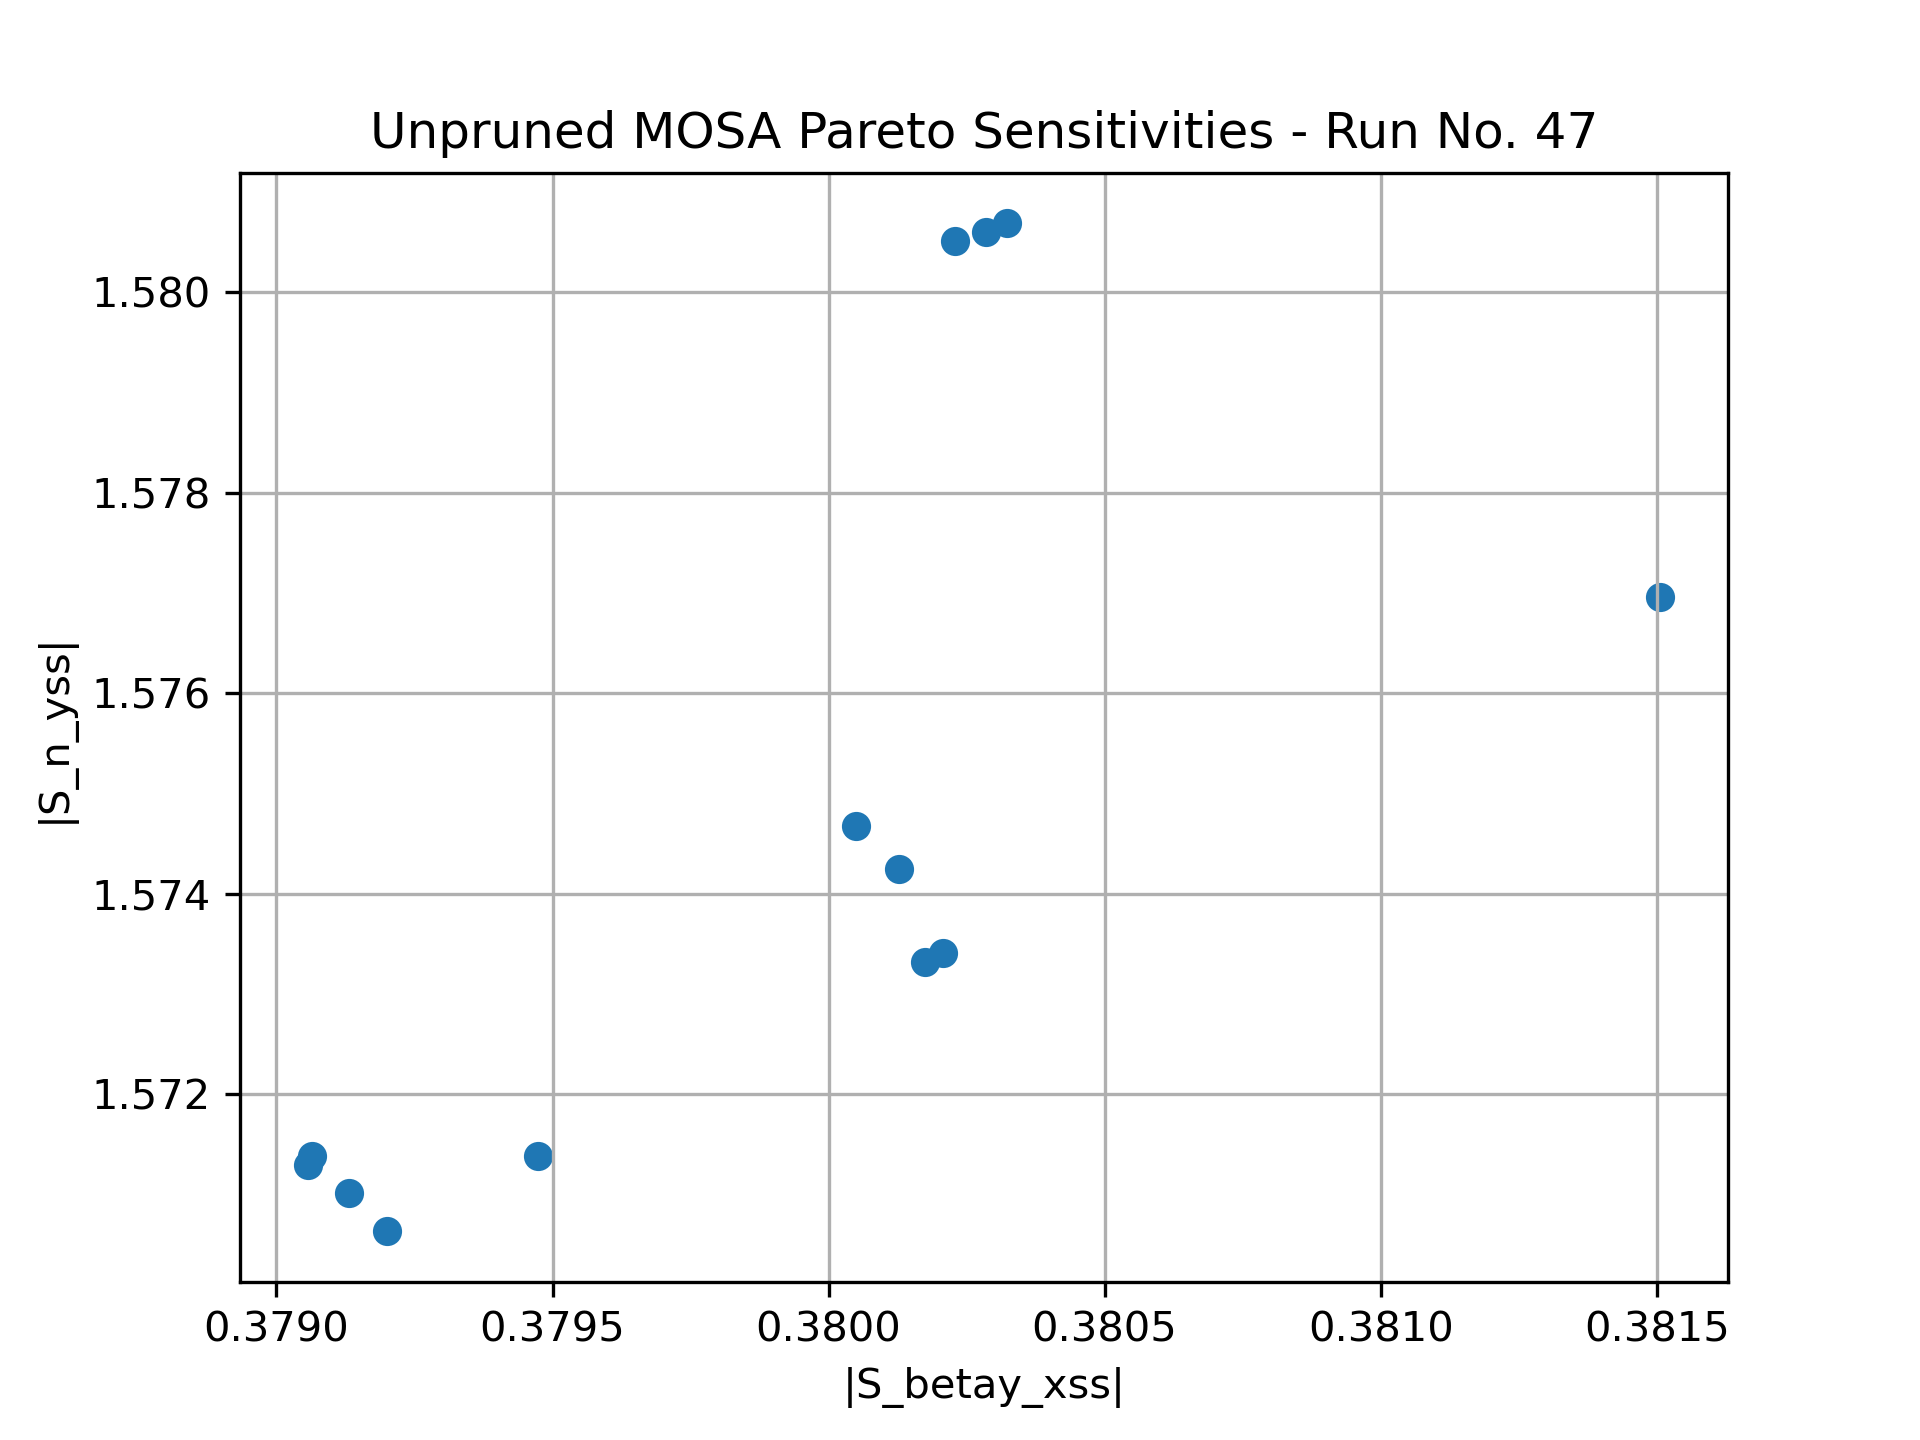 Unpruned MOSA Pareto Sensitivities - Run No. 47
|S_n_yss|
1.580
1.578
1.576
1.574
1.572
0.3790 0.3795 0.3800 0.3805 0.3810 0.3815
|S_betay_xss|